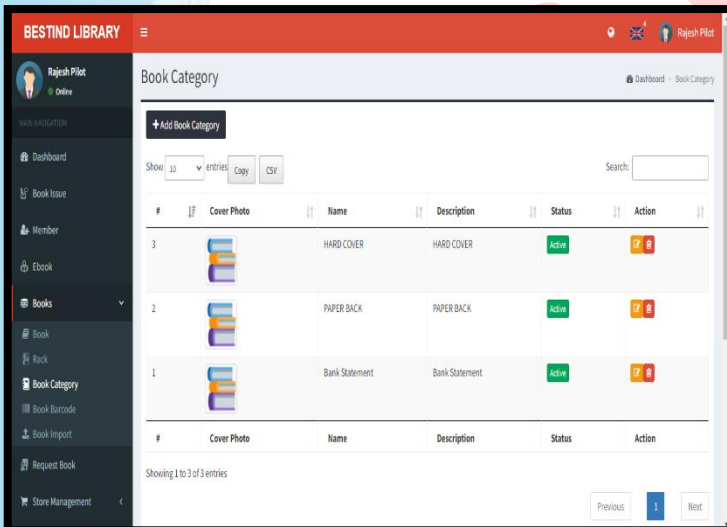 BESTIND LIBRARY
4
Rajesh Pilot
Rajesh Pilot
Online
MAIN NAVIGATION
Dashboard
Book Issue
Member
Ebook
Books
Book
Rack
Book Category
Book Barcode
Book Import
Request Book
Store Management
Book Category
Dashboard > Book Category
+Add Book Category
Show 10 entries Copy CSV
Search:
# Cover Photo Name Description Status Action
3 HARD COVER HARD COVER Active
2 PAPER BACK PAPER BACK Active
1 Bank Statement Bank Statement Active
# Cover Photo Name Description Status Action
Showing 1 to 3 of 3 entries
Previous 1 Next